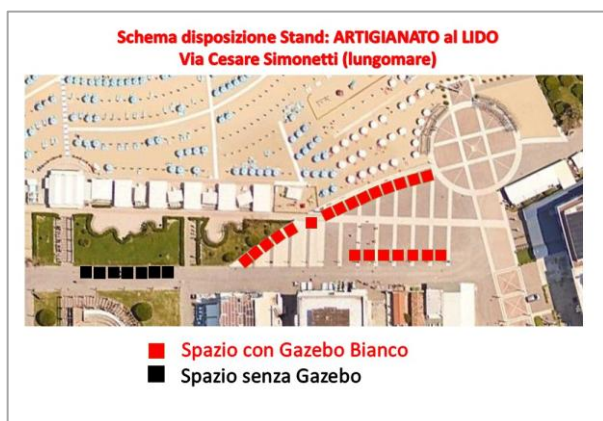 Schema disposizione Stand: ARTIGIANATO al LIDO
Via Cesare Simonetti (lungomare)
Spazio con Gazebo Bianco
Spazio senza Gazebo